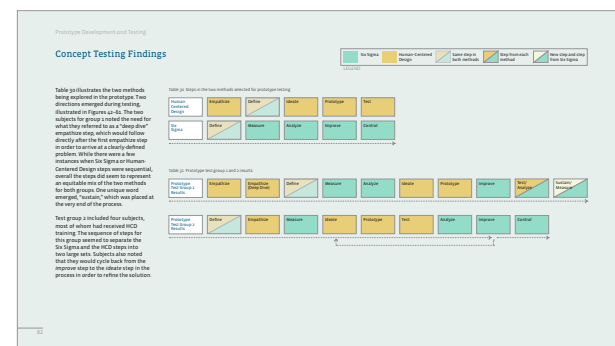 Prototype Development and Testing
Concept Testing Findings
Six Sigma
Human-Centered
Design
Same step in
both methods
Step from each
method
New step and step
from Six Sigma
LEGEND
Table 30 illustrates the two methods
being explored in the prototype. Two
directions emerged during testing,
illustrated in Figures 42-62. The two
subjects for group 1 noted the need for
what they referred to as a "deep dive"
empathize step, which would follow
directly after the first empathize step
in order to arrive at a clearly-defined
problem. While there were a few
instances when Six Sigma or Human-
Centered Design steps were sequential,
overall the steps did seem to represent
an equitable mix of the two methods
for both groups. One unique word
emerged, "sustain," which was placed at
the very end of the process.
Test group 2 included four subjects,
most of whom had received HCD
training. The sequence of steps for
this group seemed to separate the
Six Sigma and the HCD steps into
two large steps. Subjects also noted
that they would cycle back from the
improve step to the ideate step in the
process in order to refine the solution.
Table 30: Steps in the two methods selected for prototype testing
Human
Centered
Design
Empathize
Define
Ideate
Prototype
Test
Six
Sigma
Define
Measure
Analyze
Improve
Control
Prototype test group 1 and 2 results
Prototype
Test Group 1
Results
Empathize
Empathize
(Deep Dive)
Define
Measure
Analyze
Ideate
Prototype
Improve
Test/
Analyze
Sustain/
Measure
Prototype
Test Group 2
Results
Define
Empathize
Measure
Ideate
Prototype
Test
Analyze
Improve
Control
82